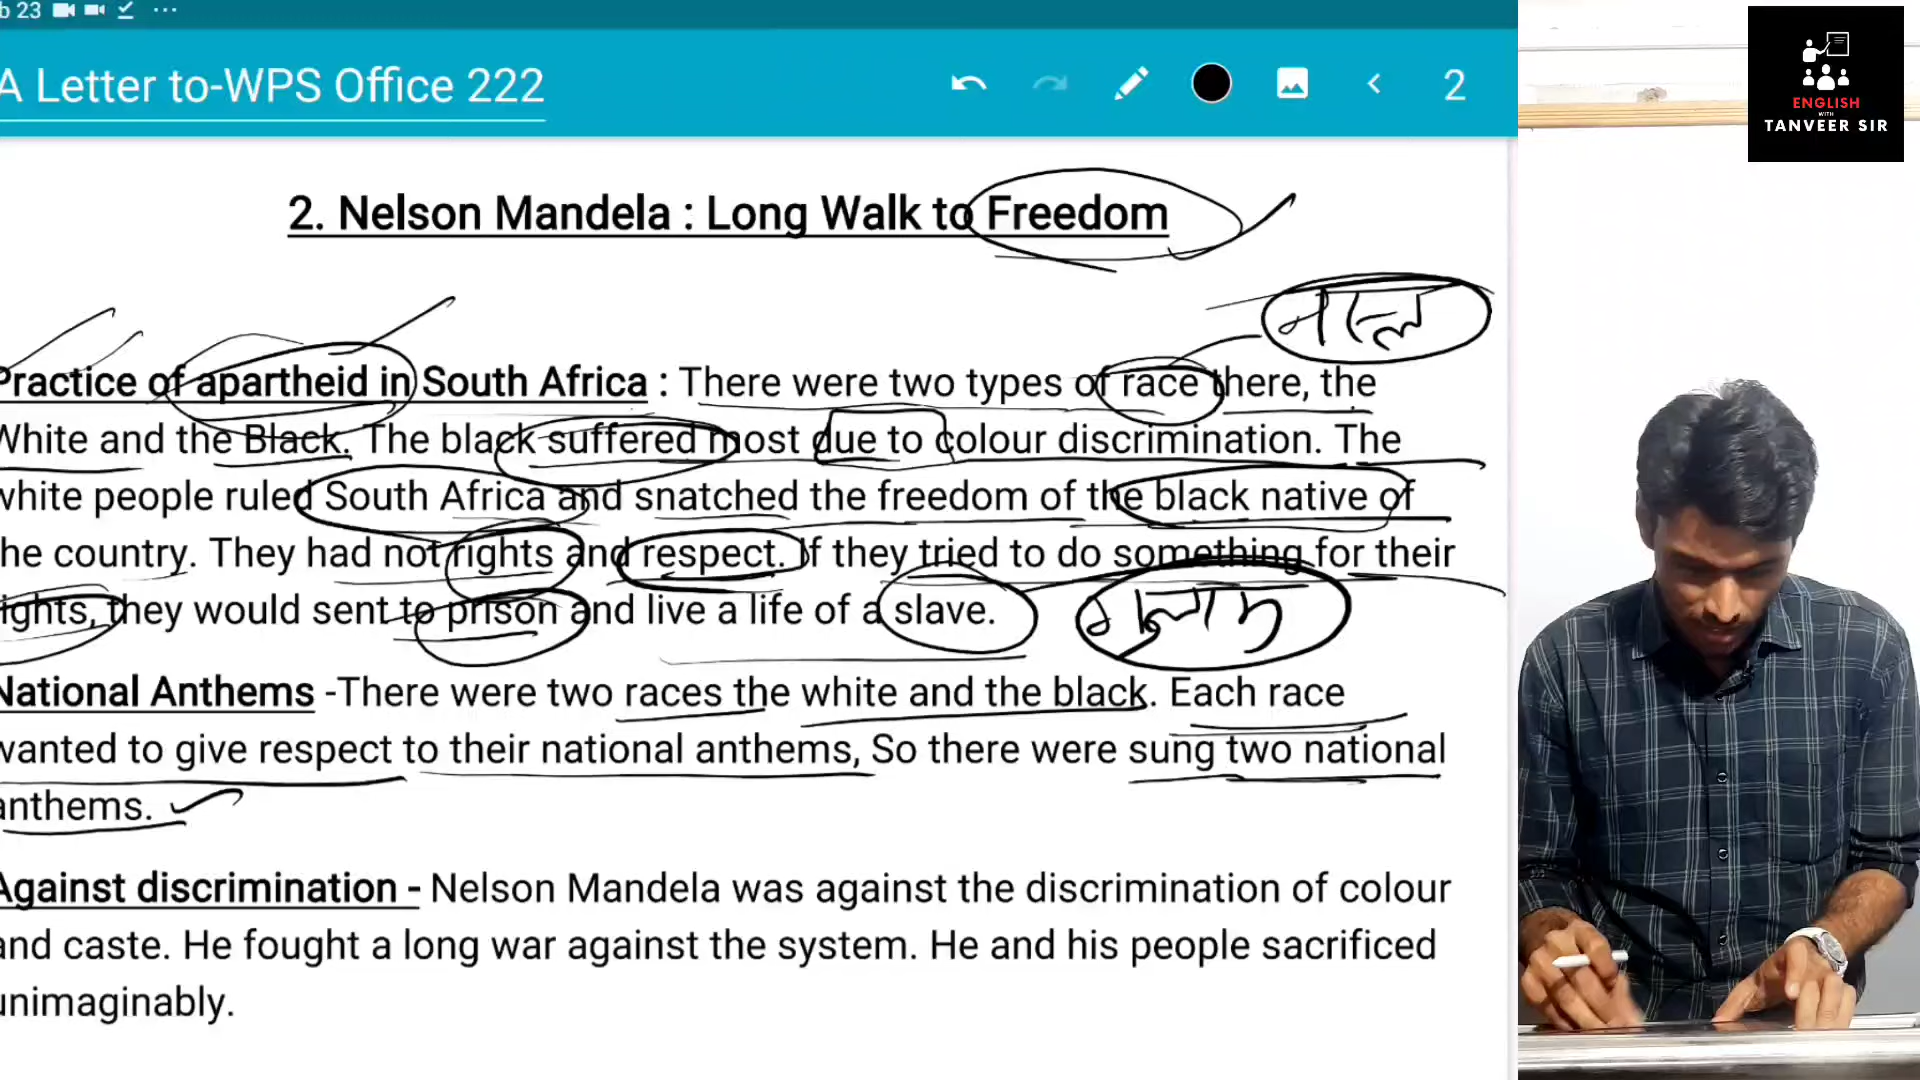 b 23 ...
A Letter to-WPS Office 222
2
ENGLISH
WITH
TANVEER SIR
2. Nelson Mandela : Long Walk to Freedom
नस्ल
Practice of apartheid in South Africa : There were two types of race there, the
White and the Black. The black suffered most due to colour discrimination. The
white people ruled South Africa and snatched the freedom of the black native of
he country. They had not rights and respect. If they tried to do something for their
ights, they would sent to prison and live a life of a slave.
National Anthems -There were two races the white and the black. Each race
wanted to give respect to their national anthems, So there were sung two national
anthems.
Against discrimination - Nelson Mandela was against the discrimination of colour
and caste. He fought a long war against the system. He and his people sacrificed
unimaginably.